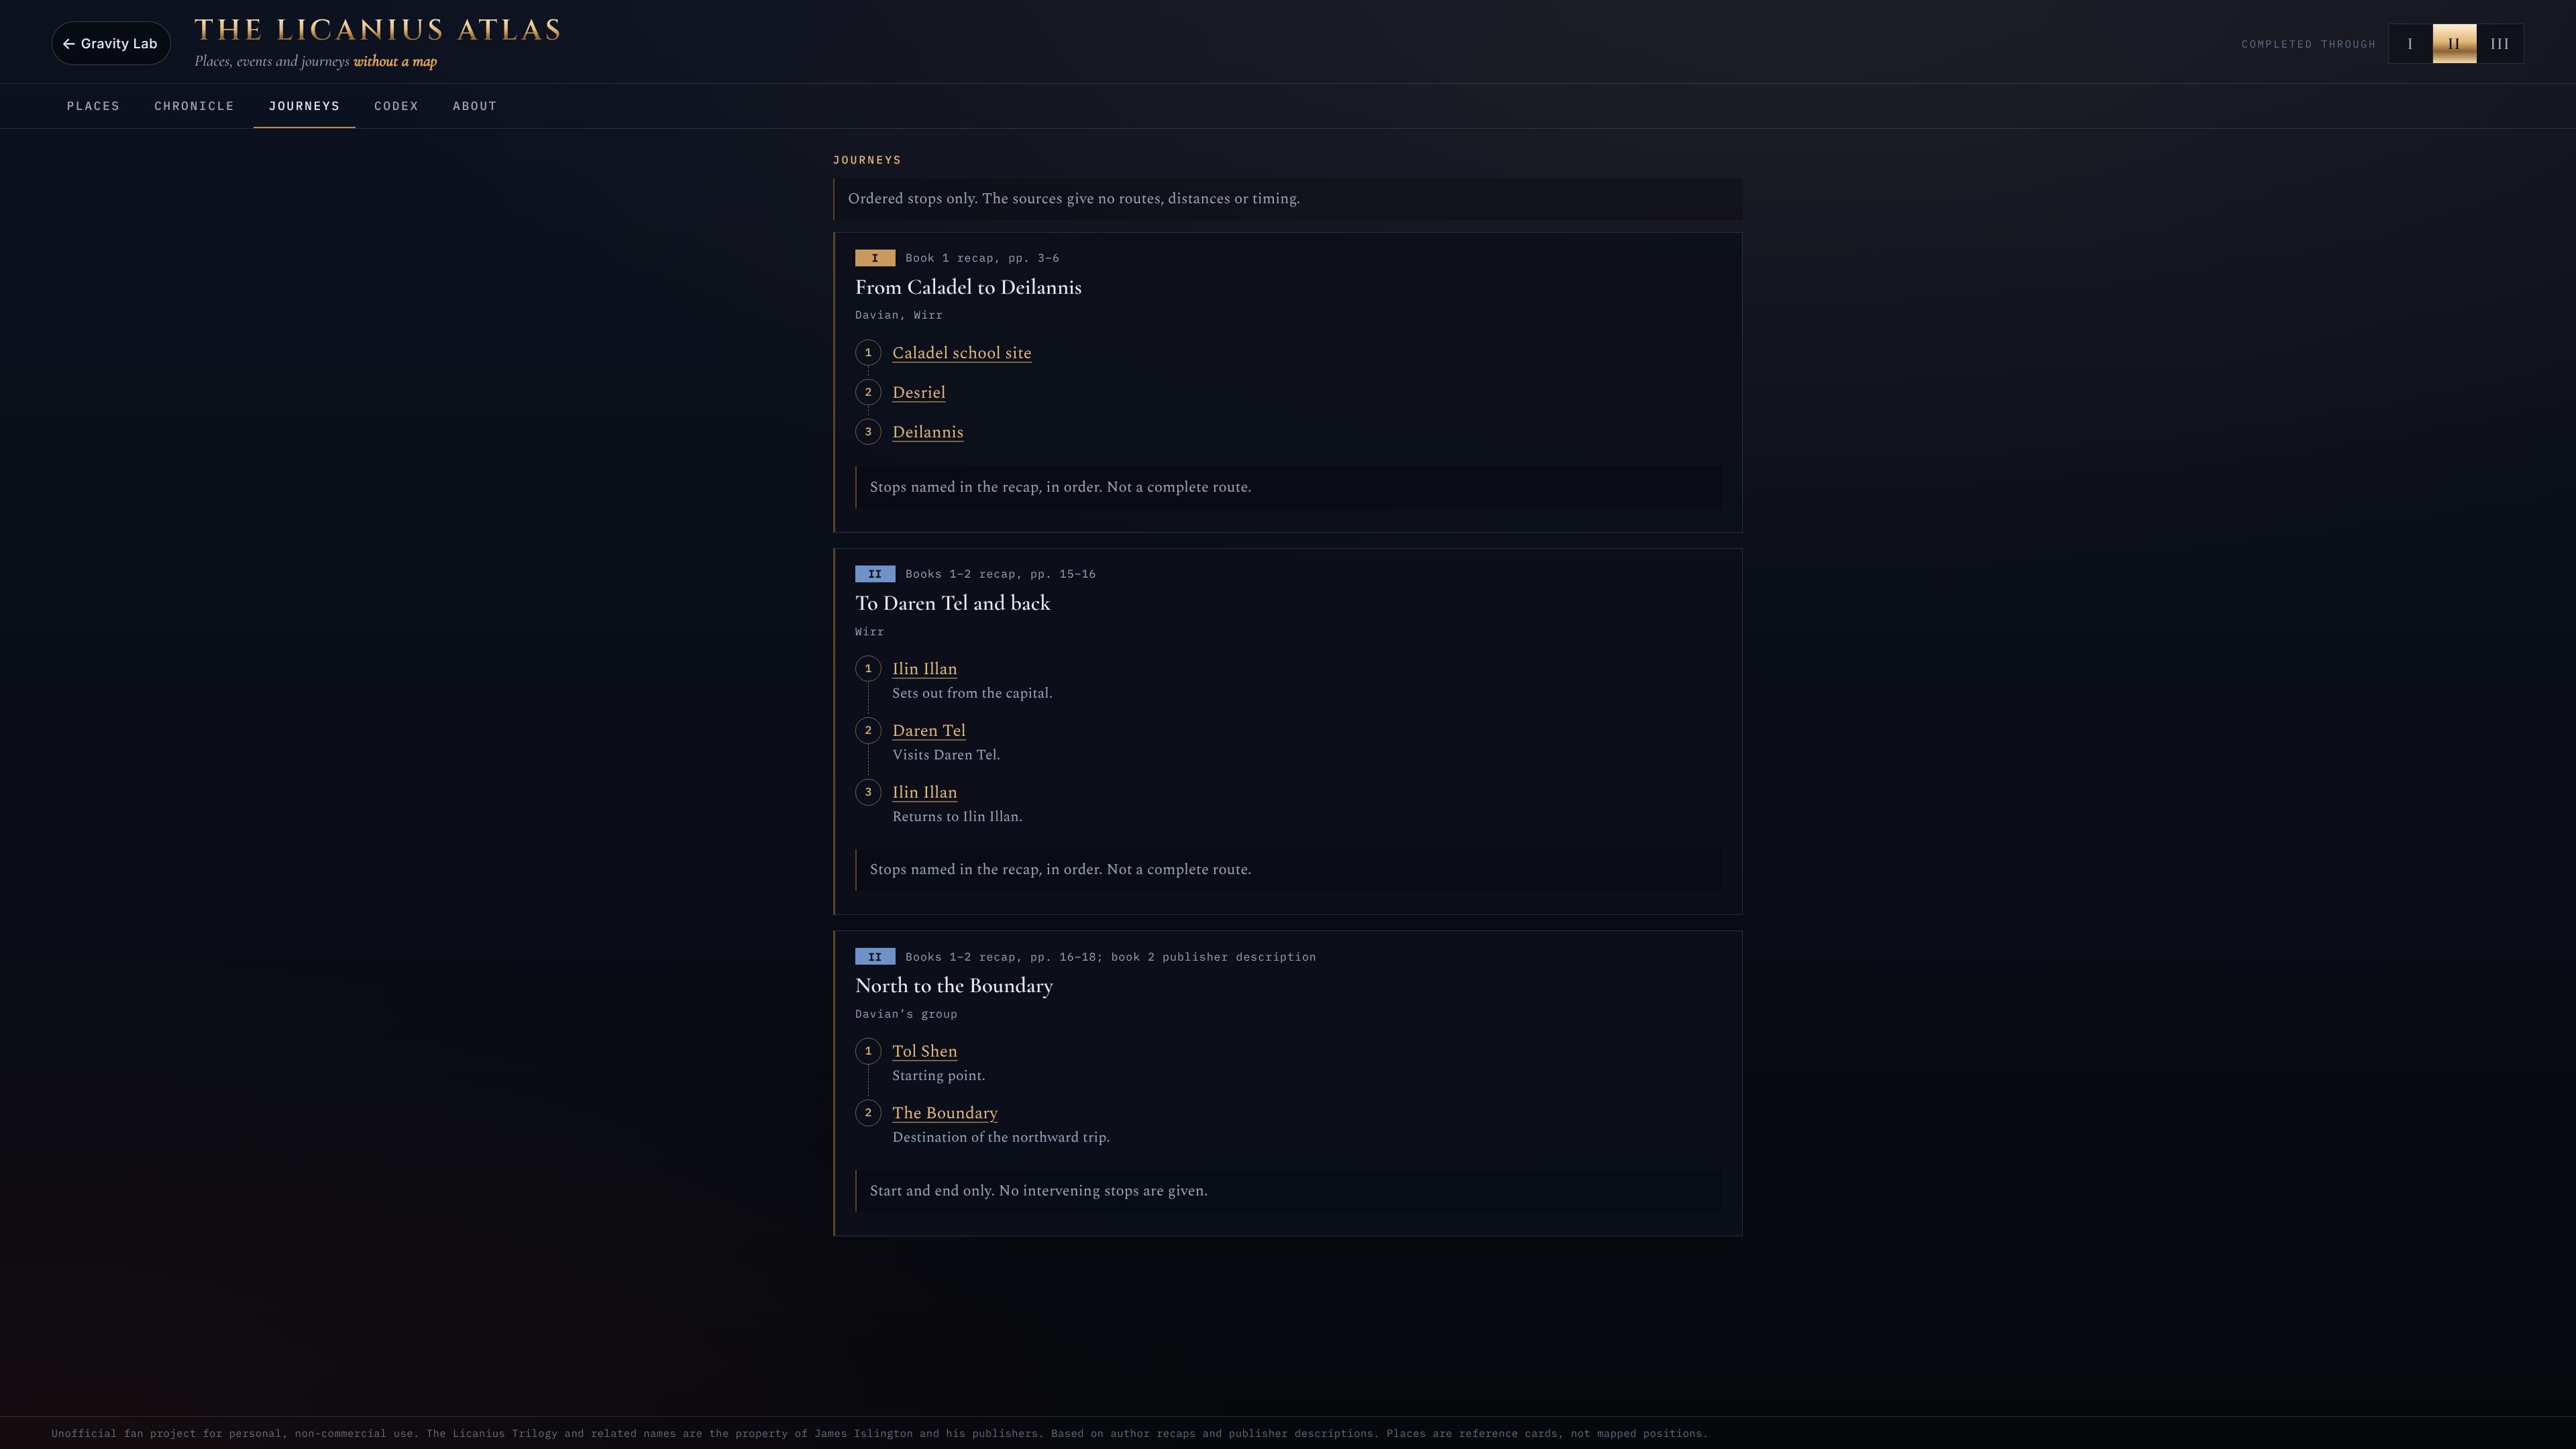 ← Gravity Lab
THE LICANIUS ATLAS
Places, events and journeys without a map
COMPLETED THROUGH
I
II
III
PLACES
CHRONICLE
JOURNEYS
CODEX
ABOUT
JOURNEYS
Ordered stops only. The sources give no routes, distances or timing.
I Book 1 recap, pp. 3–6
From Caladel to Deilannis
Davian, Wirr
1 Caladel school site
2 Desriel
3 Deilannis
Stops named in the recap, in order. Not a complete route.
II Books 1–2 recap, pp. 15–16
To Daren Tel and back
Wirr
1 Ilin Illan
Sets out from the capital.
2 Daren Tel
Visits Daren Tel.
3 Ilin Illan
Returns to Ilin Illan.
Stops named in the recap, in order. Not a complete route.
II Books 1–2 recap, pp. 16–18; book 2 publisher description
North to the Boundary
Davian’s group
1 Tol Shen
Starting point.
2 The Boundary
Destination of the northward trip.
Start and end only. No intervening stops are given.
Unofficial fan project for personal, non-commercial use. The Licanius Trilogy and related names are the property of James Islington and his publishers. Based on author recaps and publisher descriptions. Places are reference cards, not mapped positions.